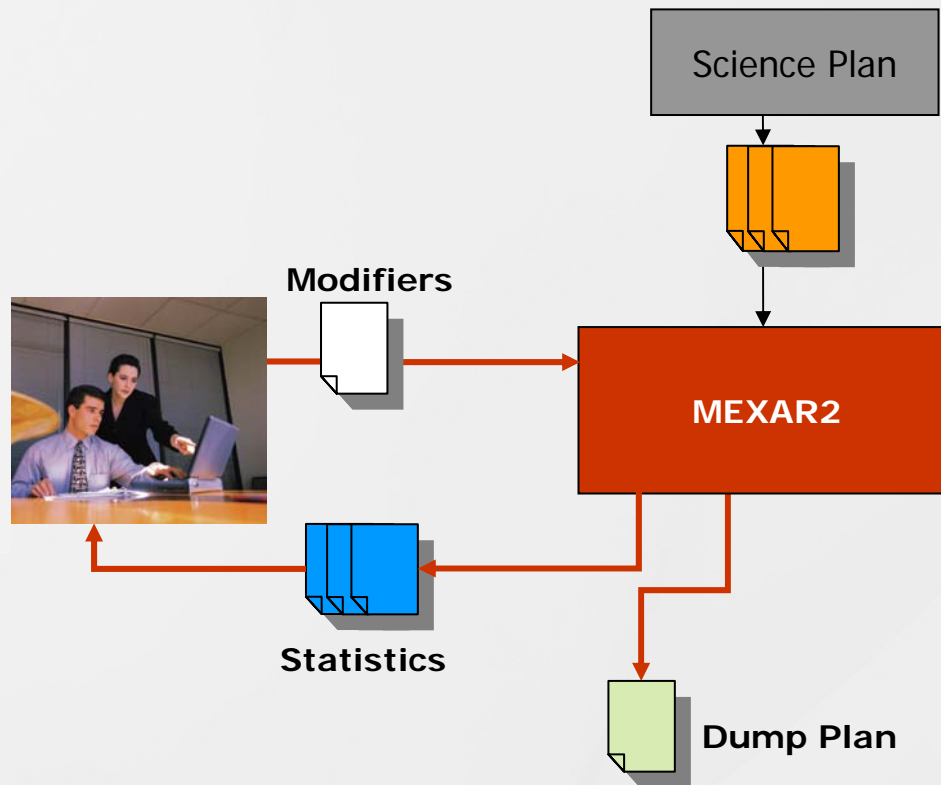 Science Plan
Modifiers
MEXAR2
Statistics
Dump Plan